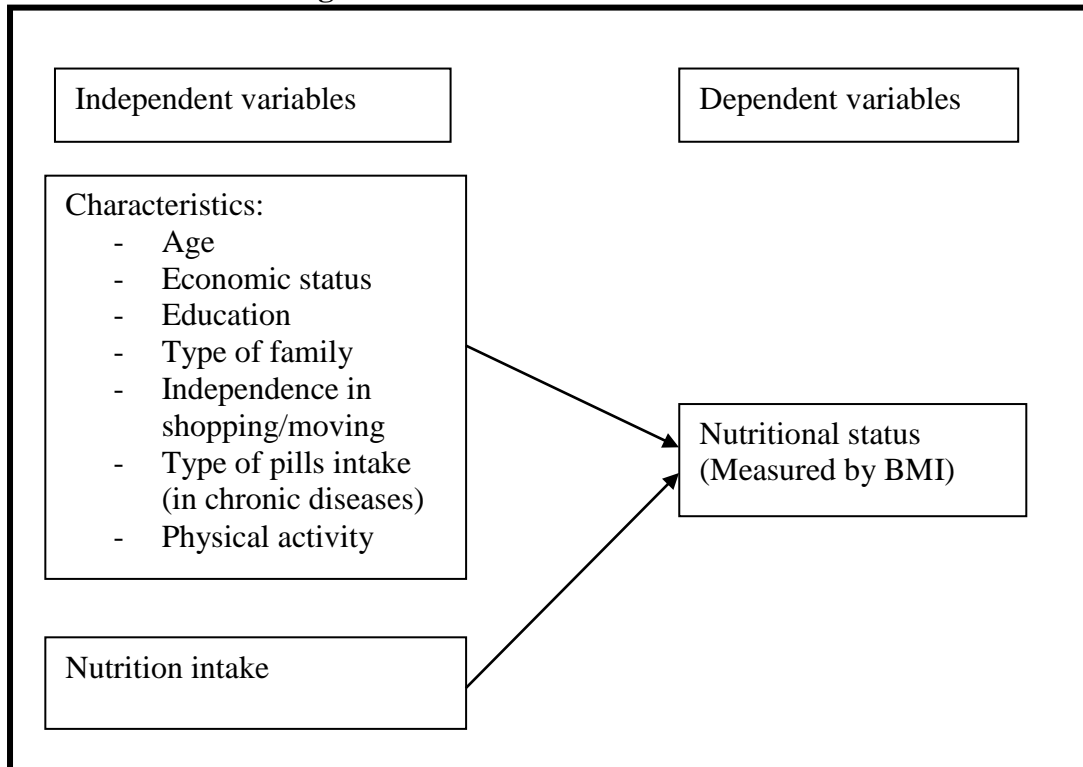 Independent variables
Dependent variables
Characteristics:
- Age
- Economic status
- Education
- Type of family
- Independence in
shopping/moving
- Type of pills intake
(in chronic diseases)
- Physical activity
Nutritional status
(Measured by BMI)
Nutrition intake